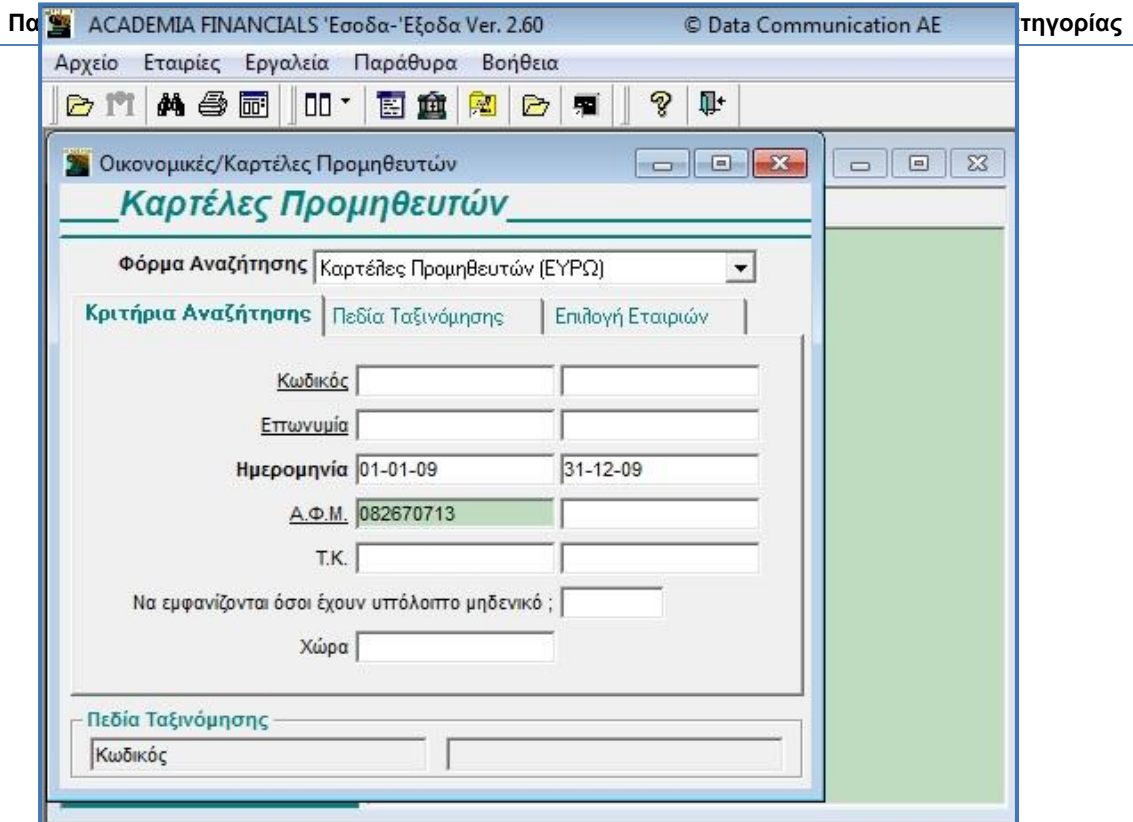 Πα
τηγορίας
ACADEMIA FINANCIALS 'Εσοδα-'Εξοδα Ver. 2.60 © Data Communication AE
Αρχείο Εταιρίες Εργαλεία Παράθυρα Βοήθεια
Οικονομικές/Καρτέλες Προμηθευτών
Καρτέλες Προμηθευτών
Φόρμα Αναζήτησης Καρτέλες Προμηθευτών (ΕΥΡΩ)
Κριτήρια Αναζήτησης Πεδία Ταξινόμησης Επιλογή Εταιριών
Κωδικός
Επωνυμία
Ημερομηνία 01-01-09 31-12-09
Α.Φ.Μ. 082670713
Τ.Κ.
Να εμφανίζονται όσοι έχουν υπόλοιπο μηδενικό ;
Χώρα
Πεδία Ταξινόμησης
Κωδικός